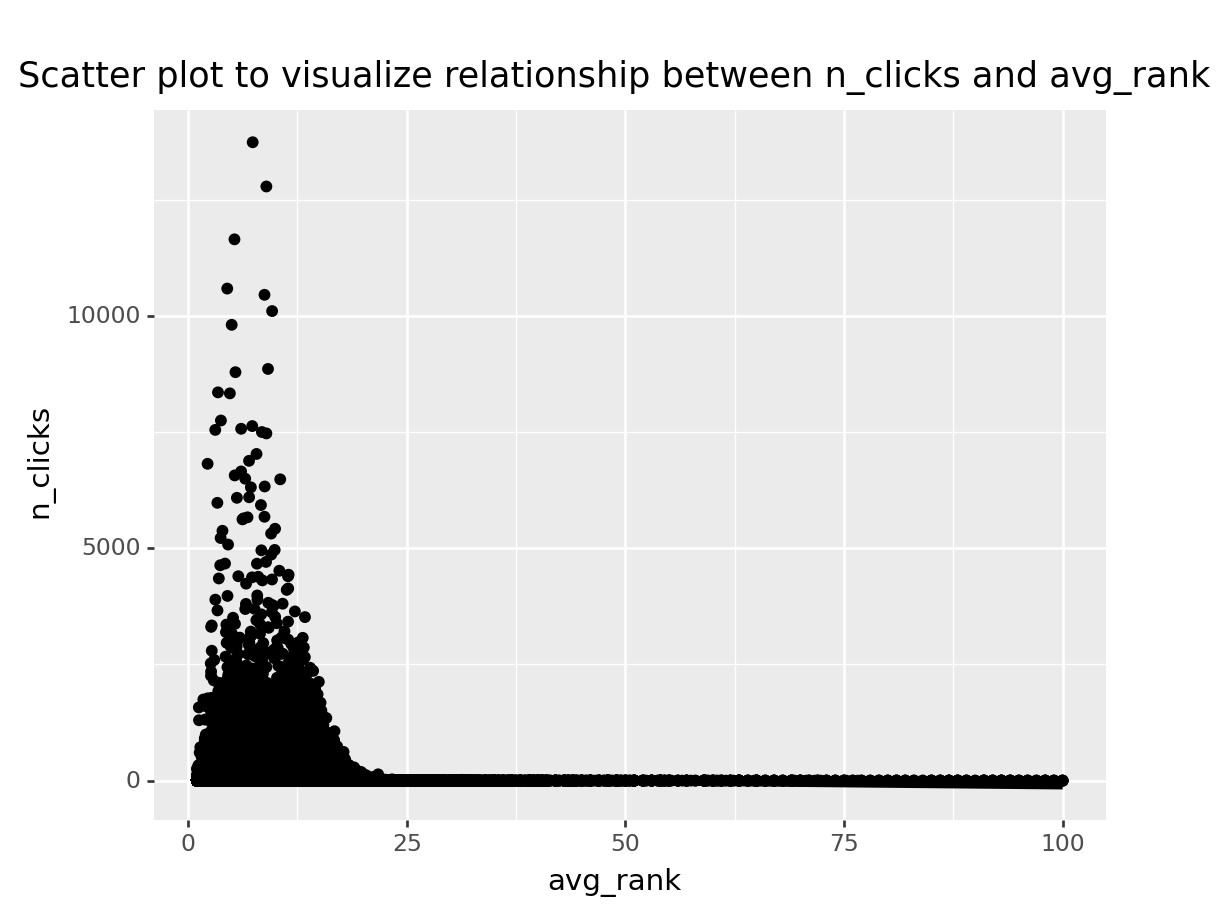 Scatter plot to visualize relationship between n_clicks and avg_rank
10000
5000
0
n_clicks
0 25 50 75 100
avg_rank